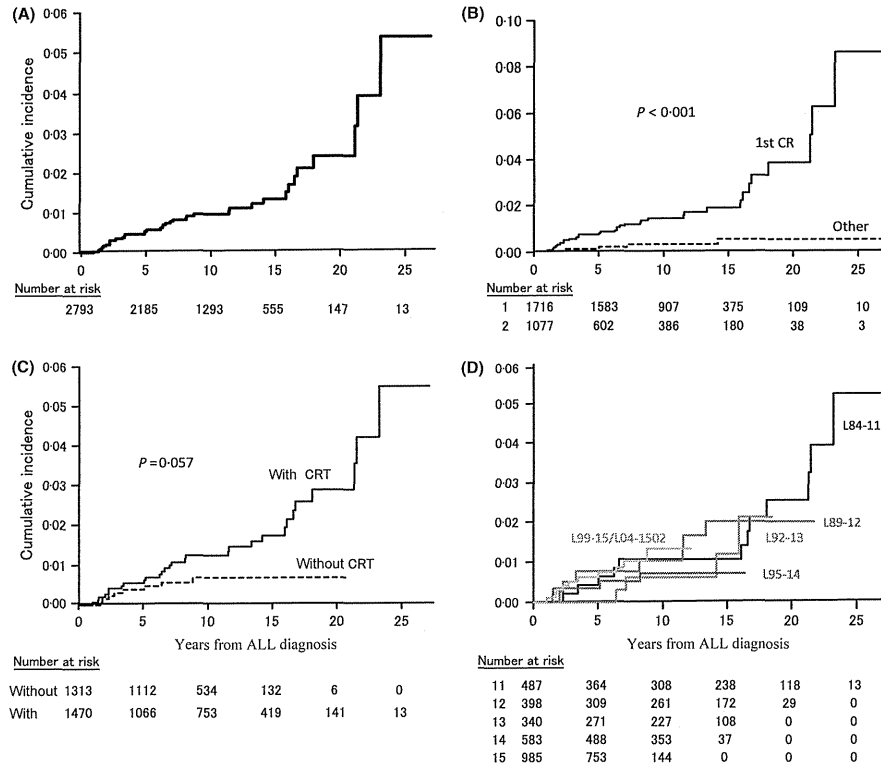 (A)
0·06
0·05
0·04
0·03
0·02
0·01
0·00
Cumulative incidence
0 5 10 15 20 25
Number at risk
2793 2185 1293 555 147 13
(B)
0·10
0·08
0·06
0·04
0·02
0·00
P < 0·001
1st CR
Other
0 5 10 15 20 25
Number at risk
1 1716 1583 907 375 109 10
2 1077 602 386 180 38 3
(C)
0·06
0·05
0·04
0·03
0·02
0·01
0·00
Cumulative incidence
P = 0·057
With CRT
Without CRT
0 5 10 15 20 25
Years from ALL diagnosis
Number at risk
Without 1313 1112 534 132 6 0
With 1470 1066 753 419 141 13
(D)
0·06
0·05
0·04
0·03
0·02
0·01
0·00
L84-11
L89-12
L99-15/L04-1502
L92-13
L95-14
0 5 10 15 20 25
Years from ALL diagnosis
Number at risk
11 487 364 308 238 118 13
12 398 309 261 172 29 0
13 340 271 227 108 0 0
14 583 488 353 37 0 0
15 985 753 144 0 0 0